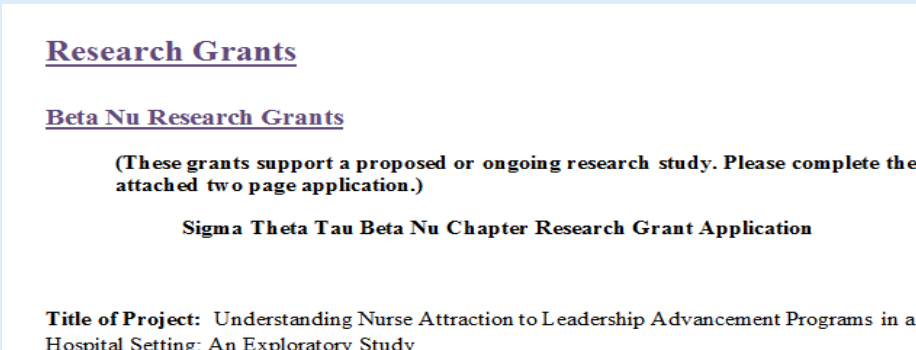 Research Grants
Beta Nu Research Grants
(These grants support a proposed or ongoing research study. Please complete the
attached two page application.)
Sigma Theta Tau Beta Nu Chapter Research Grant Application
Title of Project: Understanding Nurse Attraction to Leadership Advancement Programs in a
Hospital Setting: An Exploratory Study